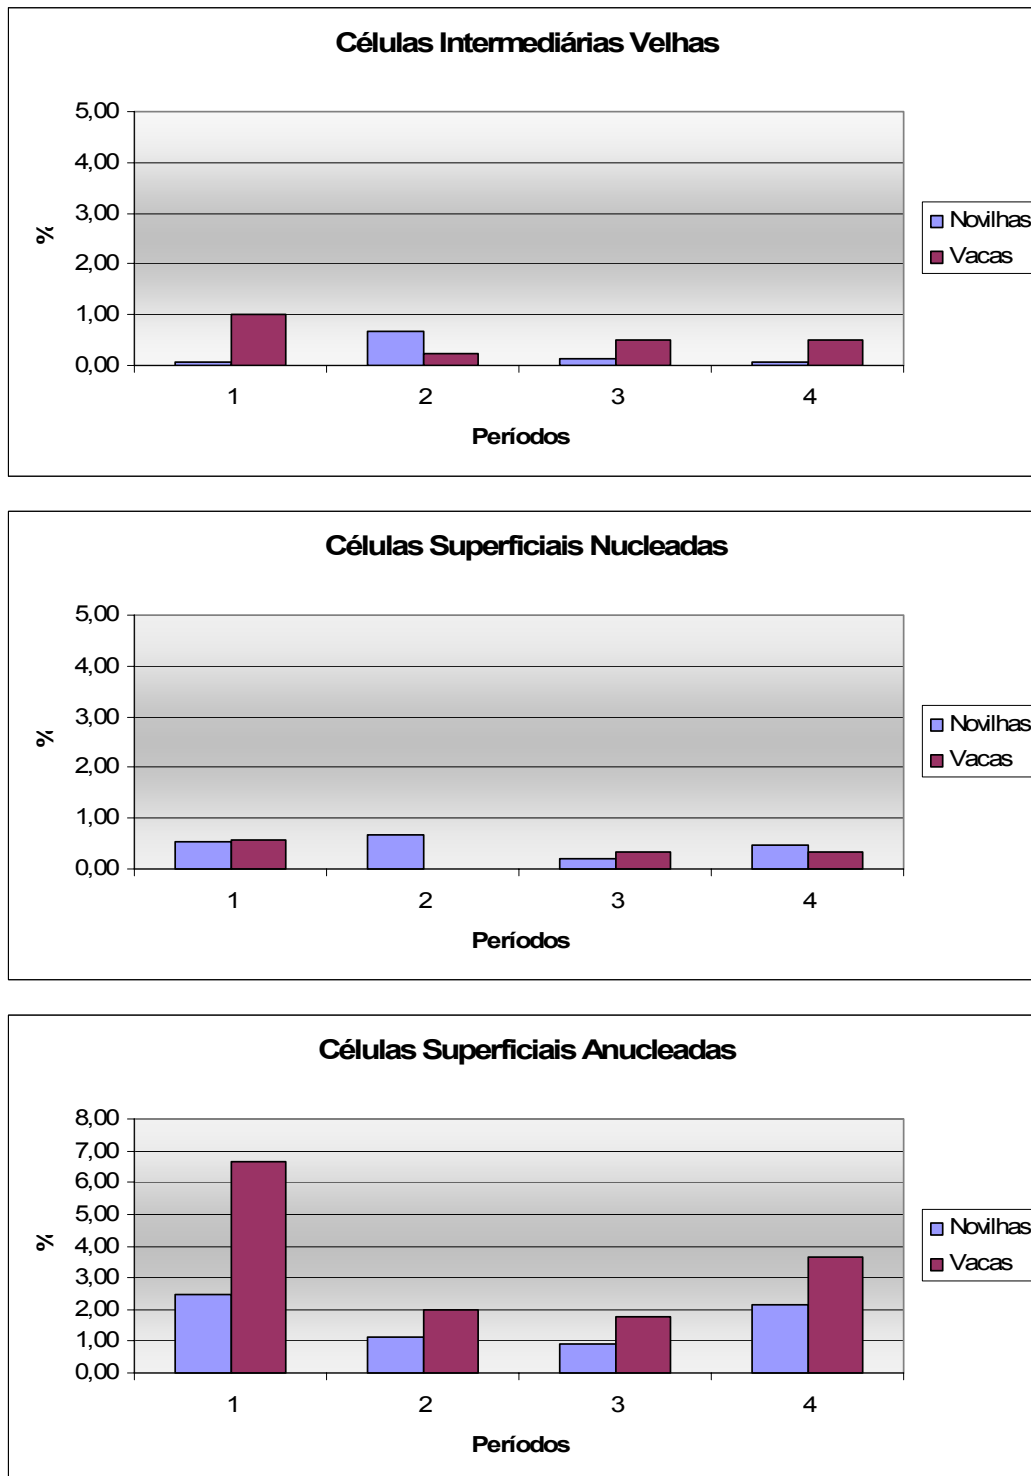 Células Intermediárias Velhas
5,00
4,00
3,00
2,00
1,00
0,00
%
1 2 3 4
Períodos
Novilhas
Vacas
Células Superficiais Nucleadas
5,00
4,00
3,00
2,00
1,00
0,00
%
1 2 3 4
Períodos
Novilhas
Vacas
Células Superficiais Anucleadas
8,00
7,00
6,00
5,00
4,00
3,00
2,00
1,00
0,00
%
1 2 3 4
Períodos
Novilhas
Vacas